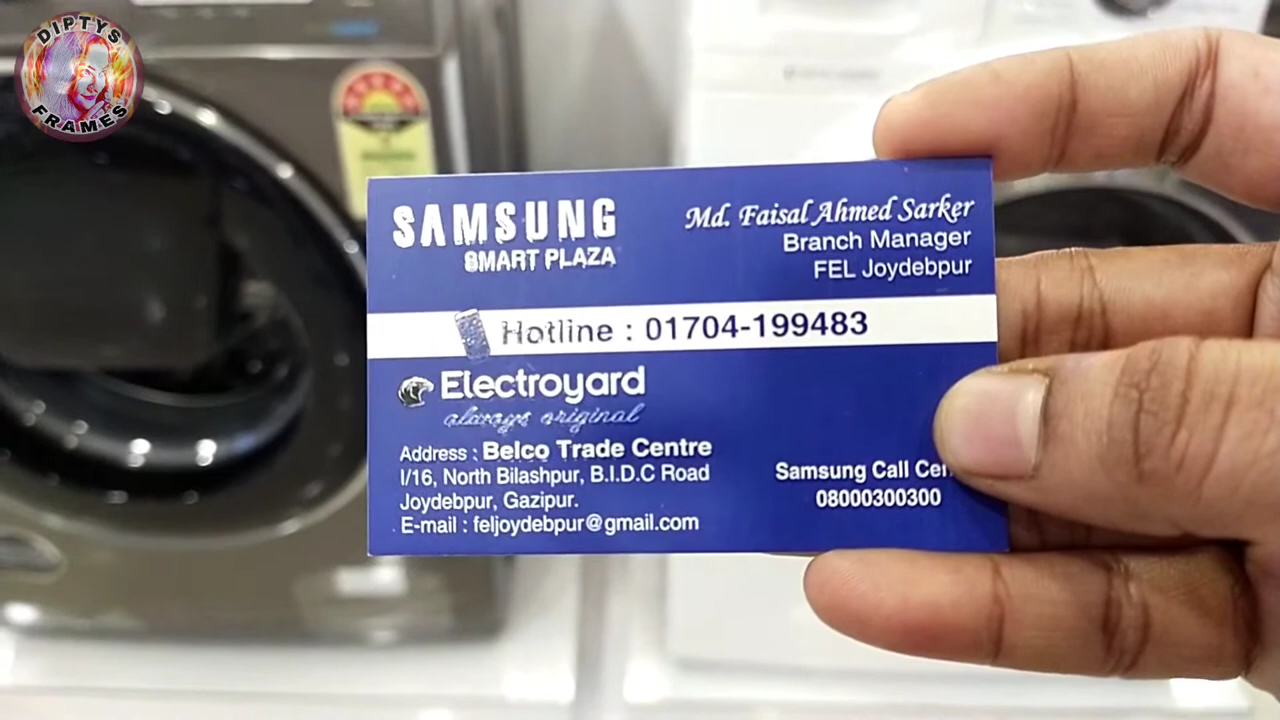 DIPTYS
FRAMES
SAMSUNG
SMART PLAZA
Md. Faisal Ahmed Sarker
Branch Manager
FEL Joydebpur
Hotline : 01704-199483
Electroyard
always original
Address : Belco Trade Centre
I/16, North Bilashpur, B.I.D.C Road
Joydebpur, Gazipur.
E-mail : feljoydebpur@gmail.com
Samsung Call Cen
08000300300